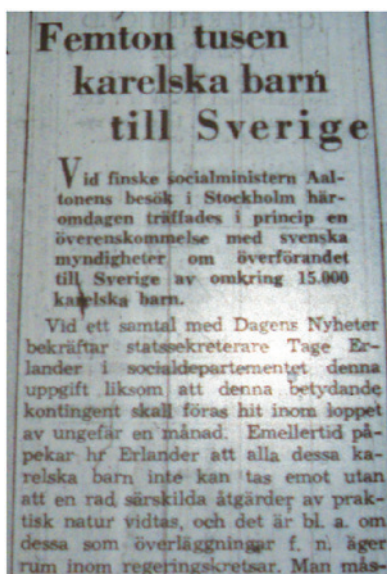 Femton tusen
karelska barn
till Sverige
Vid finske socialministern Aal-
tonens besök i Stockholm här-
omdagen träffades i princip en
överenskommelse med svenska
myndigheter om överförandet
till Sverige av omkring 15.000
karelska barn.
Vid ett samtal med Dagens Nyheter
bekräftar statssekreterare Tage Er-
lander i socialdepartementet denna
uppgift liksom att denna betydande
kontingent skall föras hit inom loppet
av ungefär en månad. Emellertid på-
pekar hr Erlander att alla dessa ka-
relska barn inte kan tas emot utan
att en rad särskilda åtgärder av prak-
tisk natur vidtas, och det är bl. a. om
dessa som överläggningar f. n. äger
rum inom regeringskretsar. Man mås-